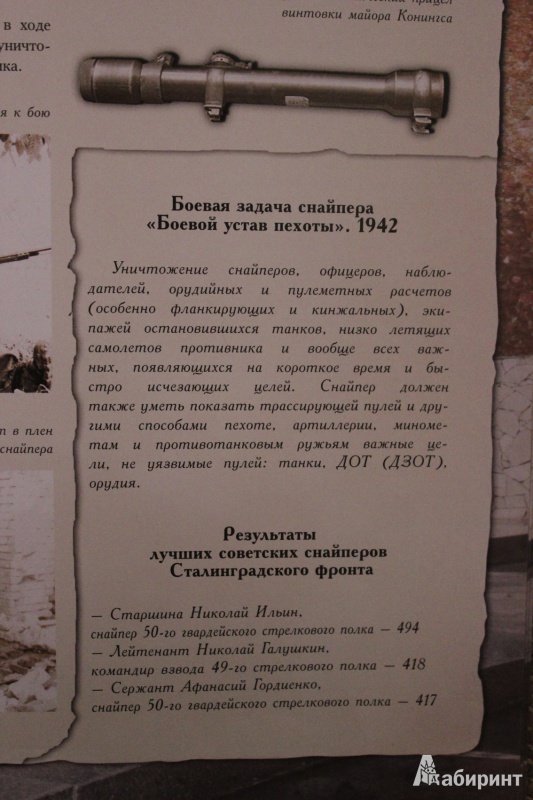 винтовки майора Конингса
в ходе
уничто-
ка.
я к бою
Боевая задача снайпера
«Боевой устав пехоты». 1942
Уничтожение снайперов, офицеров, наблю-
дателей, орудийных и пулеметных расчетов
(особенно фланкирующих и кинжальных), эки-
пажей остановившихся танков, низко летящих
самолетов противника и вообще всех важ-
ных, появляющихся на короткое время и бы-
стро исчезающих целей. Снайпер должен
также уметь показать трассирующей пулей и дру-
гими способами пехоте, артиллерии, миноме-
там и противотанковым ружьям важные це-
ли, не уязвимые пулей: танки, ДОТ (ДЗОТ),
орудия.
т в плен
снайпера
Результаты
лучших советских снайперов
Сталинградского фронта
— Старшина Николай Ильин,
снайпер 50-го гвардейского стрелкового полка — 494
— Лейтенант Николай Галушкин,
командир взвода 49-го стрелкового полка — 418
— Сержант Афанасий Гордиенко,
снайпер 50-го гвардейского стрелкового полка — 417
Лабиринт